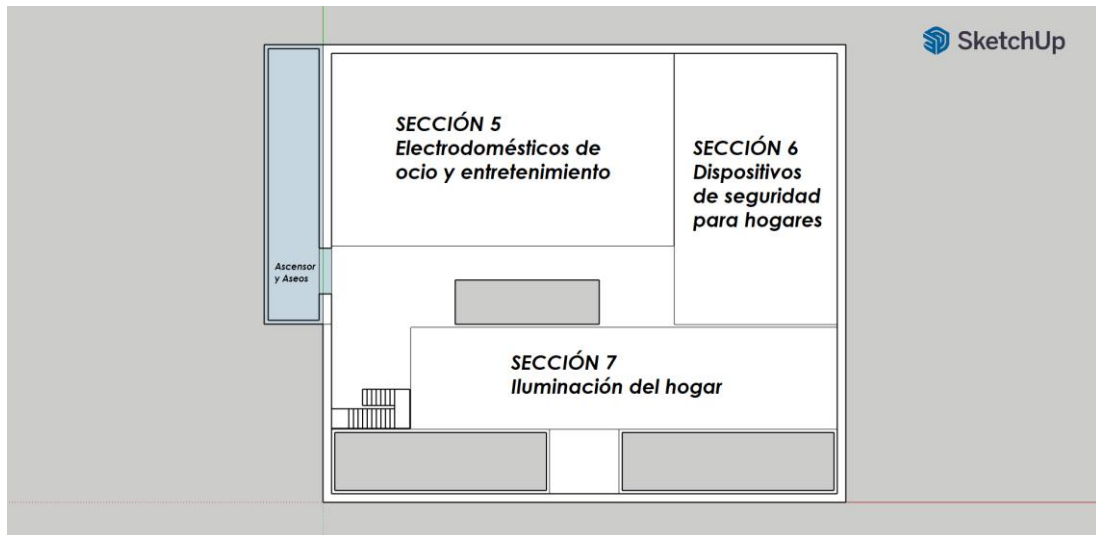 SketchUp
SECCIÓN 5
Electrodomésticos de
ocio y entretenimiento
SECCIÓN 6
Dispositivos
de seguridad
para hogares
Ascensor
y Aseos
SECCIÓN 7
Iluminación del hogar